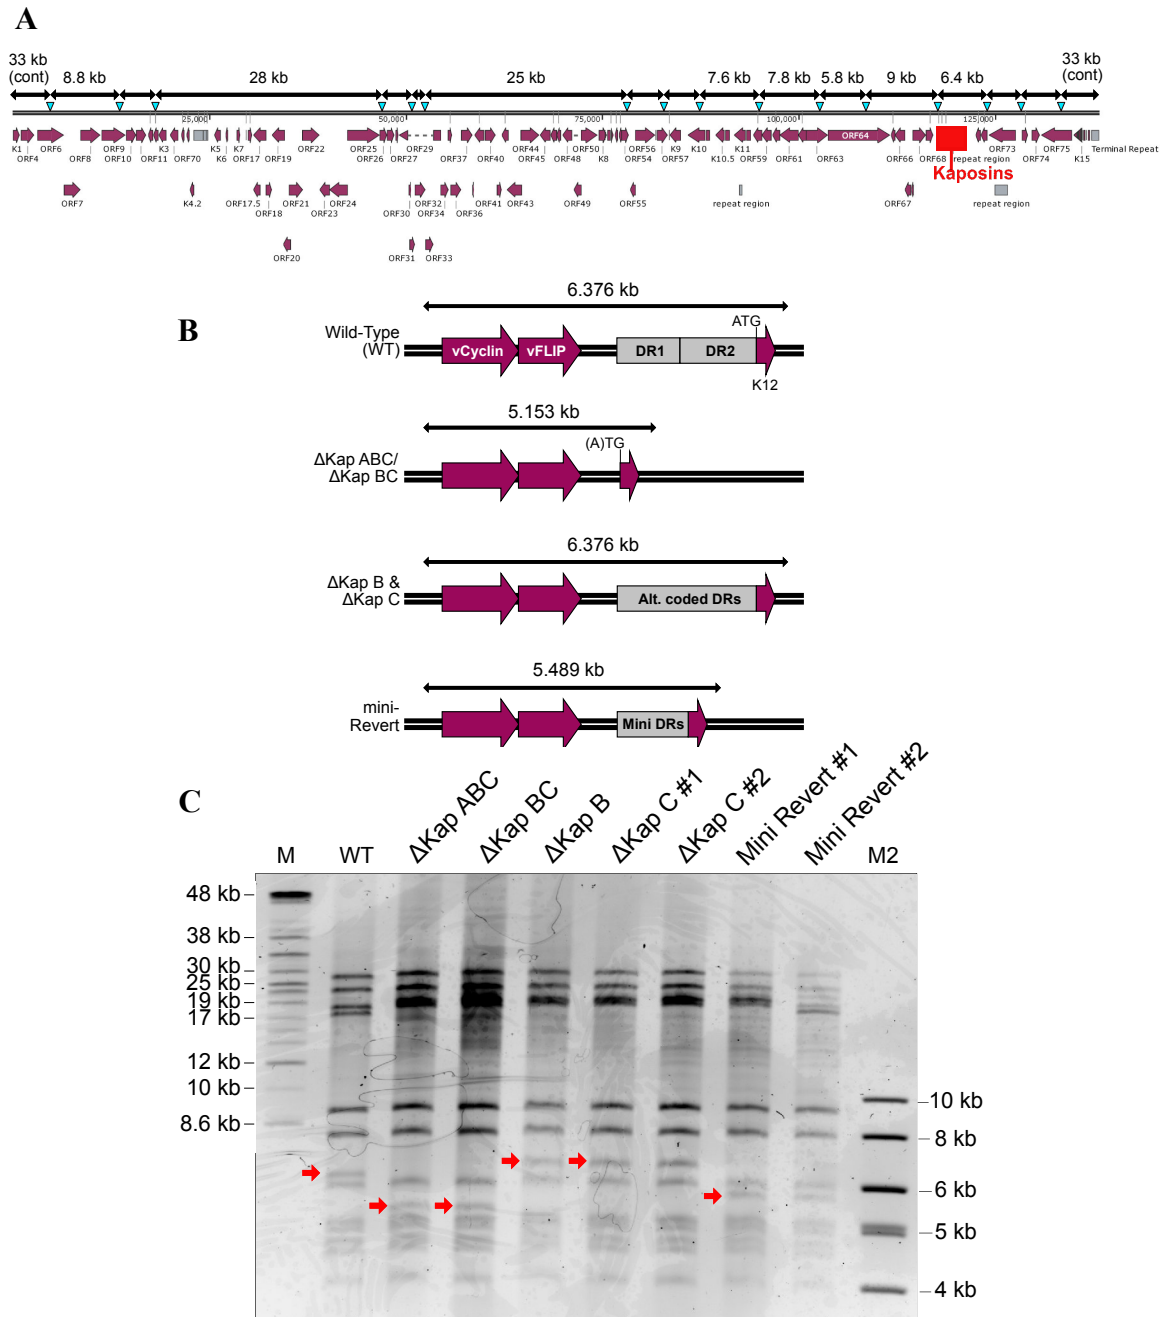 A
33 kb (cont) 8.8 kb 28 kb 25 kb 7.6 kb 7.8 kb 5.8 kb 9 kb 6.4 kb 33 kb (cont)
25,000 50,000 75,000 100,000 125,000
K1 ORF6 ORF9 K3 K5 K7 ORF19 ORF22 ORF25 ORF27 ORF29 ORF37 ORF40 ORF44 ORF48 ORF50 ORF56 K9 K10 K11 ORF61 ORF64 ORF66 repeat region ORF73 ORF75 Terminal Repeat
ORF4 ORF8 ORF10 ORF11 ORF70 K6 ORF17 ORF26 ORF45 K8 ORF54 ORF57 K10.5 ORF59 ORF63 ORF68 ORF74 K15
Kaposins
ORF7 K4.2 ORF17.5 ORF21 ORF24 ORF30 ORF32 ORF36 ORF41 ORF43 ORF49 ORF55 repeat region ORF67 repeat region
ORF18 ORF23 ORF34
ORF20 ORF31 ORF33
B
6.376 kb
Wild-Type (WT)
ATG
vCyclin vFLIP DR1 DR2
K12
5.153 kb
(A)TG
ΔKap ABC/
ΔKap BC
6.376 kb
ΔKap B &
ΔKap C
Alt. coded DRs
5.489 kb
mini-
Revert
Mini DRs
C
M WT ΔKap ABC ΔKap BC ΔKap B ΔKap C #1 ΔKap C #2 Mini Revert #1 Mini Revert #2 M2
48 kb
38 kb
30 kb
25 kb
19 kb
17 kb
12 kb
10 kb
8.6 kb
10 kb
8 kb
6 kb
5 kb
4 kb